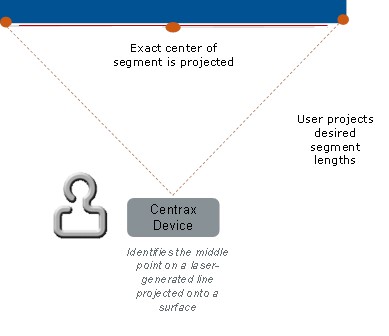 Exact center of
segment is projected
User projects
desired
segment
lengths
Centrax
Device
Identifies the middle
point on a laser-
generated line
projected onto a
surface